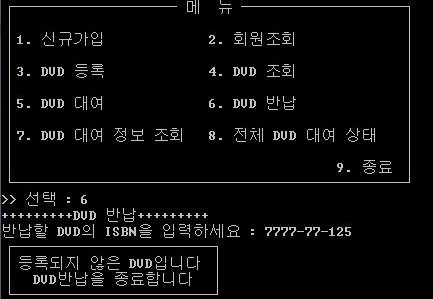 메 뉴
1. 신규가입 2. 회원조회
3. DVD 등록 4. DVD 조회
5. DVD 대여 6. DVD 반납
7. DVD 대여 정보 조회 8. 전체 DVD 대여 상태
9. 종료
>> 선택 : 6
+++++++++DVD 반납+++++++++
반납할 DVD의 ISBN을 입력하세요 : 7777-77-125
등록되지 않은 DVD입니다
DVD반납을 종료합니다